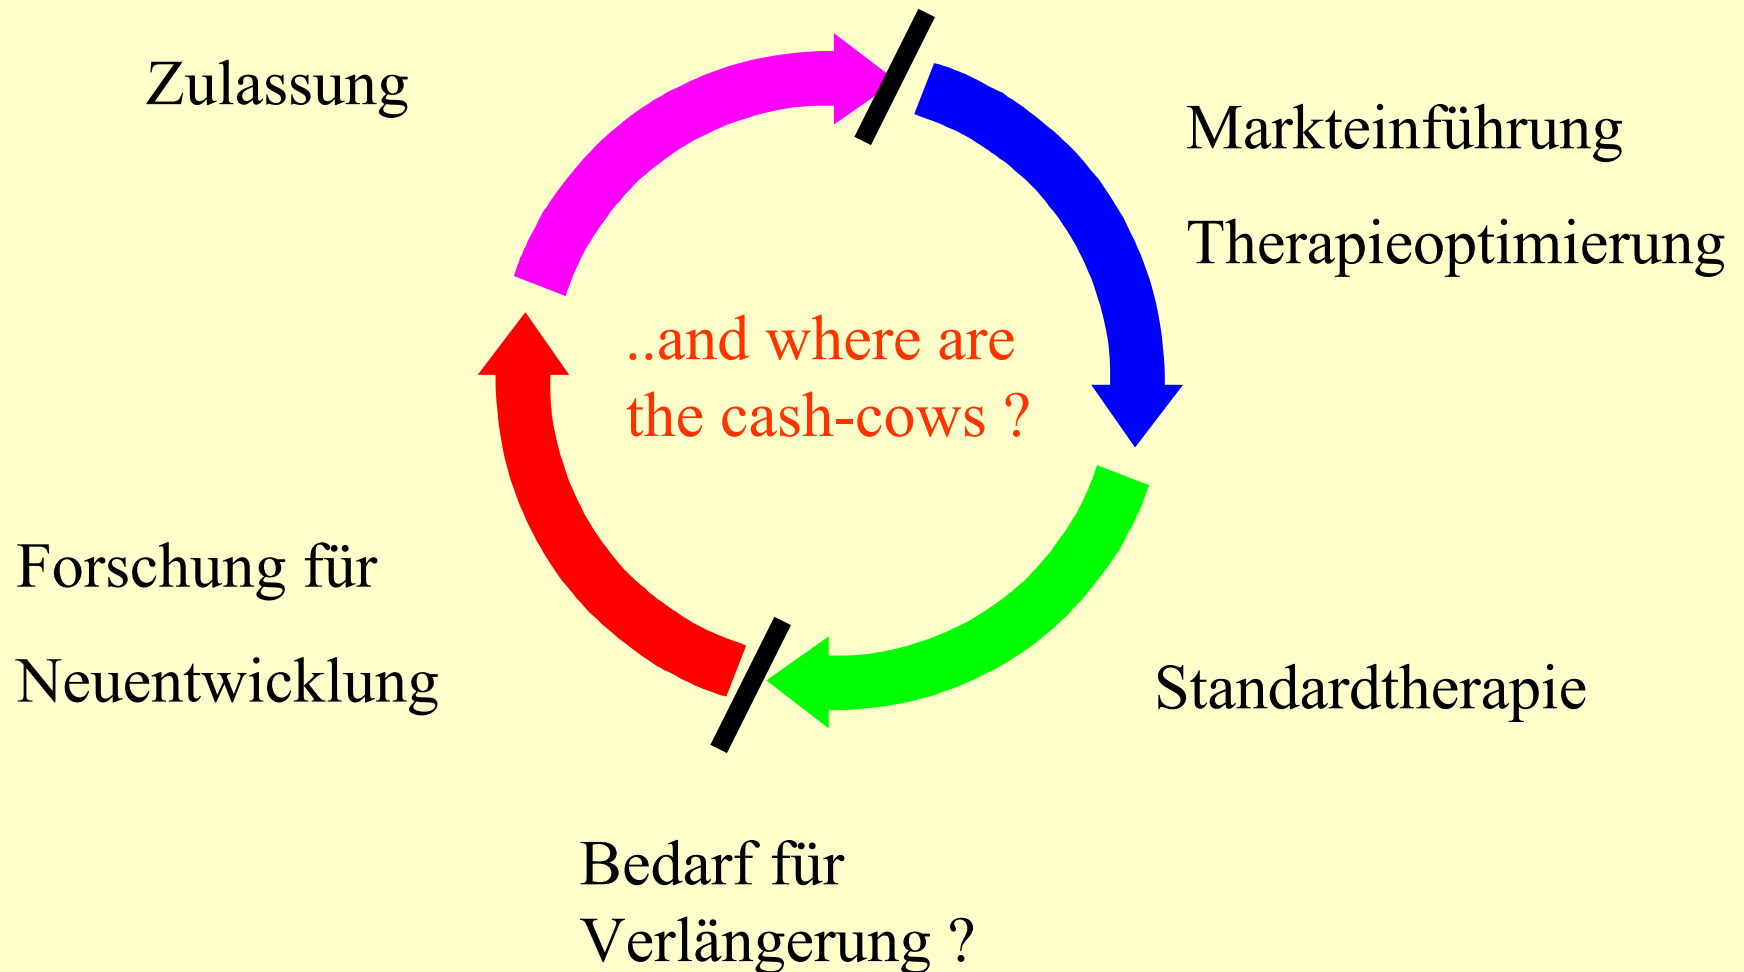 Zulassung
Markteinführung
Therapieoptimierung
..and where are
the cash-cows ?
Forschung für
Neuentwicklung
Standardtherapie
Bedarf für
Verlängerung ?